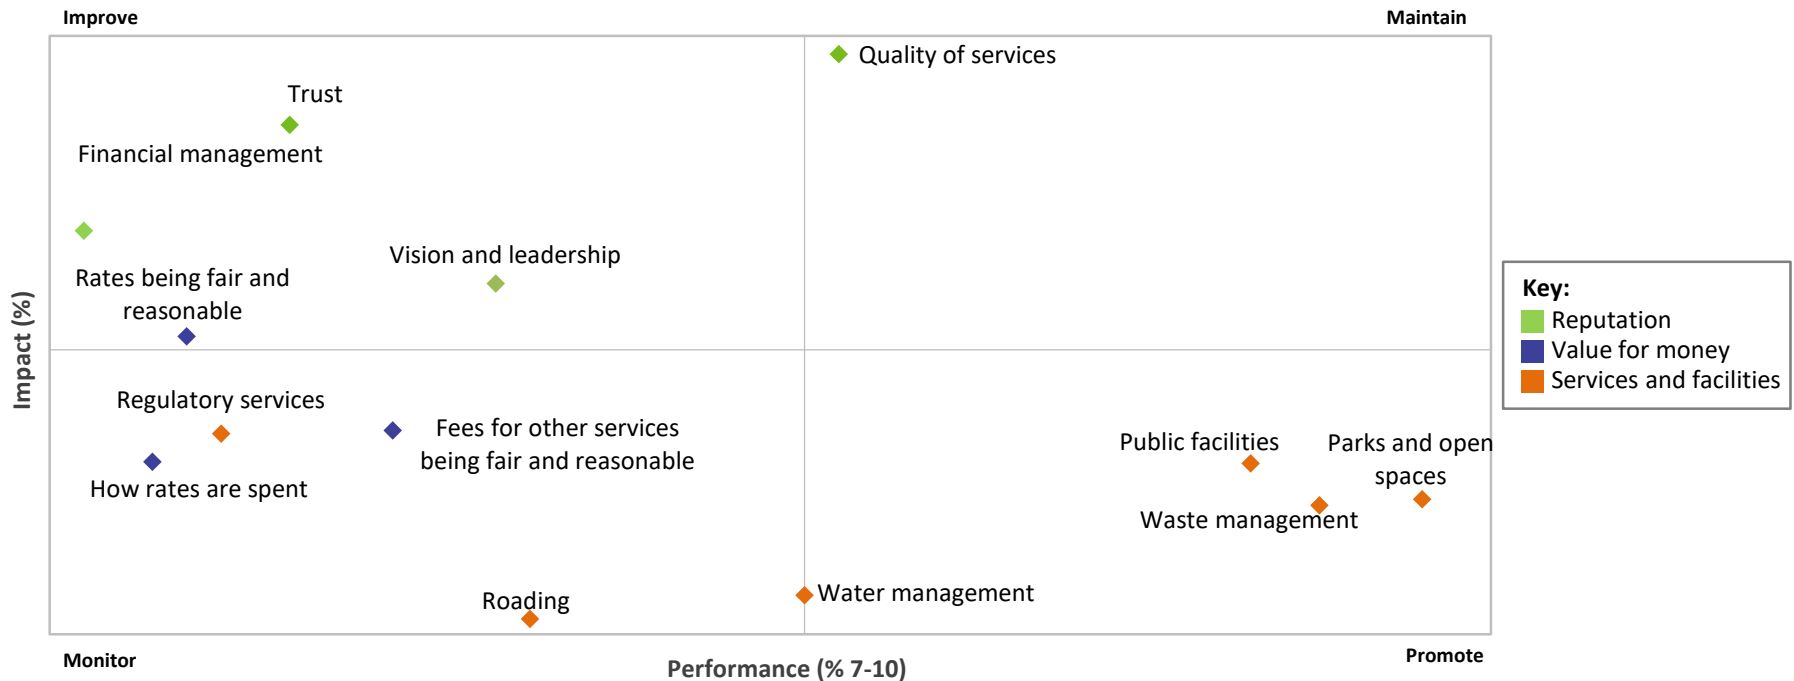 Improve
Maintain
Quality of services
Trust
Financial management
Vision and leadership
Rates being fair and
reasonable
Key:
Reputation
Value for money
Services and facilities
Impact (%)
Regulatory services
Fees for other services
being fair and reasonable
Public facilities
Parks and open
spaces
How rates are spent
Waste management
Water management
Roading
Monitor
Performance (% 7-10)
Promote